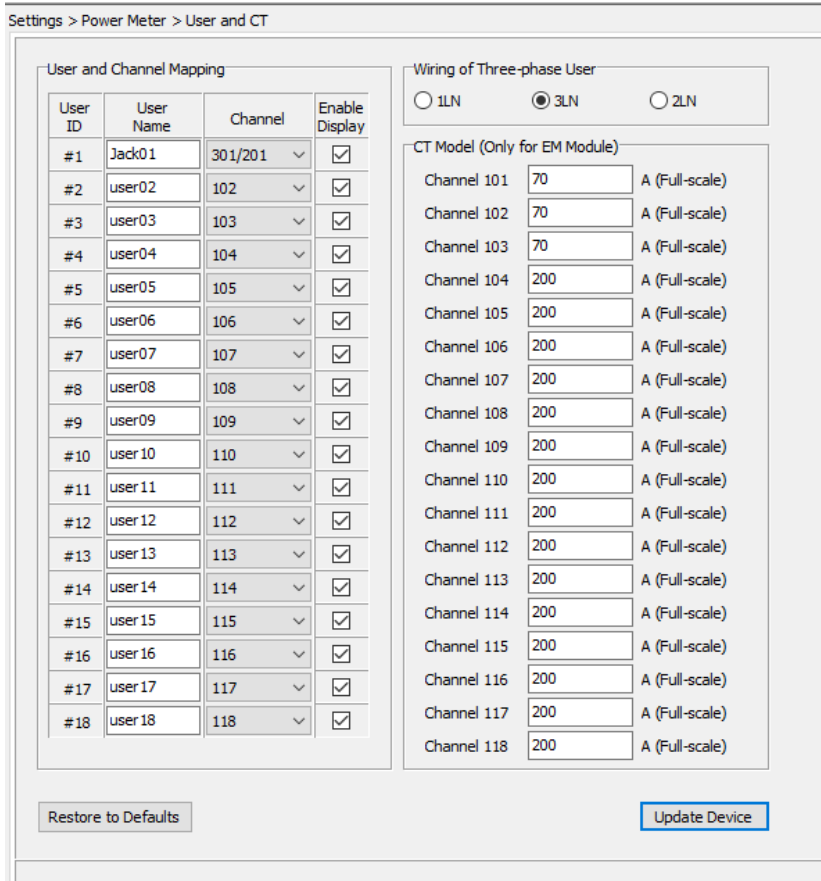 Settings > Power Meter > User and CT
User and Channel Mapping
User ID User Name Channel Enable Display
#1 Jack01 301/201
#2 user02 102
#3 user03 103
#4 user04 104
#5 user05 105
#6 user06 106
#7 user07 107
#8 user08 108
#9 user09 109
#10 user10 110
#11 user11 111
#12 user12 112
#13 user13 113
#14 user14 114
#15 user15 115
#16 user16 116
#17 user17 117
#18 user18 118
Wiring of Three-phase User
1LN 3LN 2LN
CT Model (Only for EM Module)
Channel 101 70 A (Full-scale)
Channel 102 70 A (Full-scale)
Channel 103 70 A (Full-scale)
Channel 104 200 A (Full-scale)
Channel 105 200 A (Full-scale)
Channel 106 200 A (Full-scale)
Channel 107 200 A (Full-scale)
Channel 108 200 A (Full-scale)
Channel 109 200 A (Full-scale)
Channel 110 200 A (Full-scale)
Channel 111 200 A (Full-scale)
Channel 112 200 A (Full-scale)
Channel 113 200 A (Full-scale)
Channel 114 200 A (Full-scale)
Channel 115 200 A (Full-scale)
Channel 116 200 A (Full-scale)
Channel 117 200 A (Full-scale)
Channel 118 200 A (Full-scale)
Restore to Defaults
Update Device